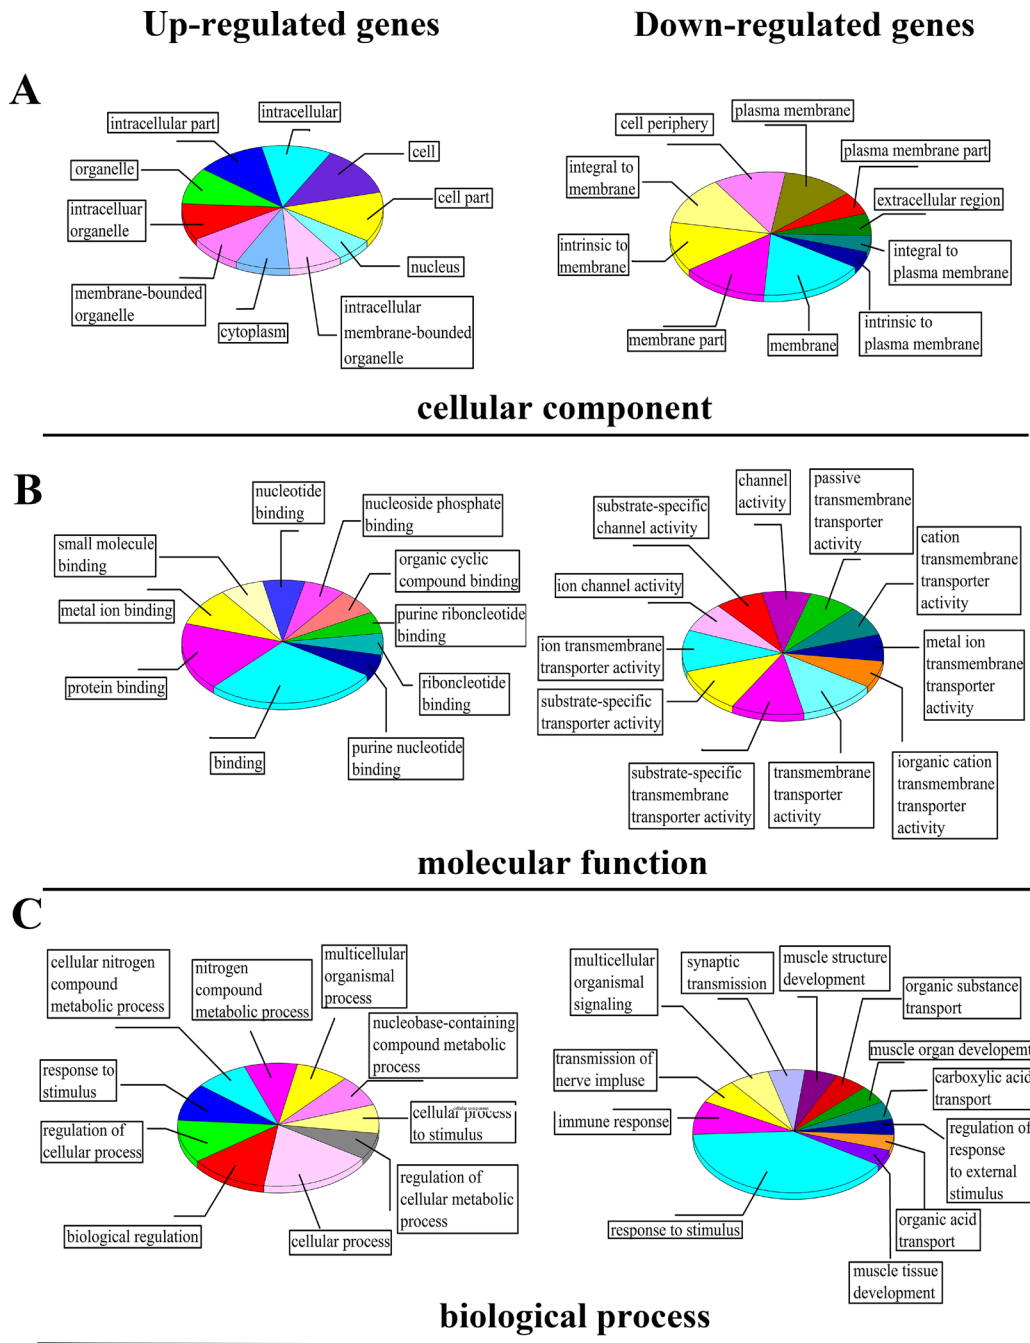 Up-regulated genes
Down-regulated genes
A
intracellular
intracellular part
cell
organelle
cell part
intracelluar
organelle
nucleus
membrane-bounded
organelle
cytoplasm
intracellular
membrane-bounded
organelle
plasma membrane
cell periphery
plasma membrane part
integral to
membrane
extracellular region
intrinsic to
membrane
integral to
plasma membrane
membrane part
membrane
intrinsic to
plasma membrane
cellular component
B
nucleotide
binding
nucleoside phosphate
binding
small molecule
binding
organic cyclic
compound binding
metal ion binding
purine riboncleotide
binding
protein binding
riboncleotide
binding
binding
purine nucleotide
binding
channel
activity
passive
transmembrane
transporter
activity
substrate-specific
channel activity
cation
transmembrane
transporter
activity
ion channel activity
ion transmembrane
transporter activity
metal ion
transmembrane
transporter
activity
substrate-specific
transporter activity
substrate-specific
transmembrane
transporter activity
transmembrane
transporter
activity
iorganic cation
transmembrane
transporter
activity
molecular function
C
cellular nitrogen
compound
metabolic process
nitrogen
compound
metabolic process
multicellular
organismal
process
nucleobase-containing
compound metabolic
process
response to
stimulus
cellular process
to stimulus
regulation of
cellular process
regulation of
cellular metabolic
process
biological regulation
cellular process
multicellular
organismal
signaling
synaptic
transmission
muscle structure
development
organic substance
transport
transmission of
nerve impluse
muscle organ developemt
carboxylic acid
transport
immune response
regulation of
response
to external
stimulus
response to stimulus
organic acid
transport
muscle tissue
development
biological process